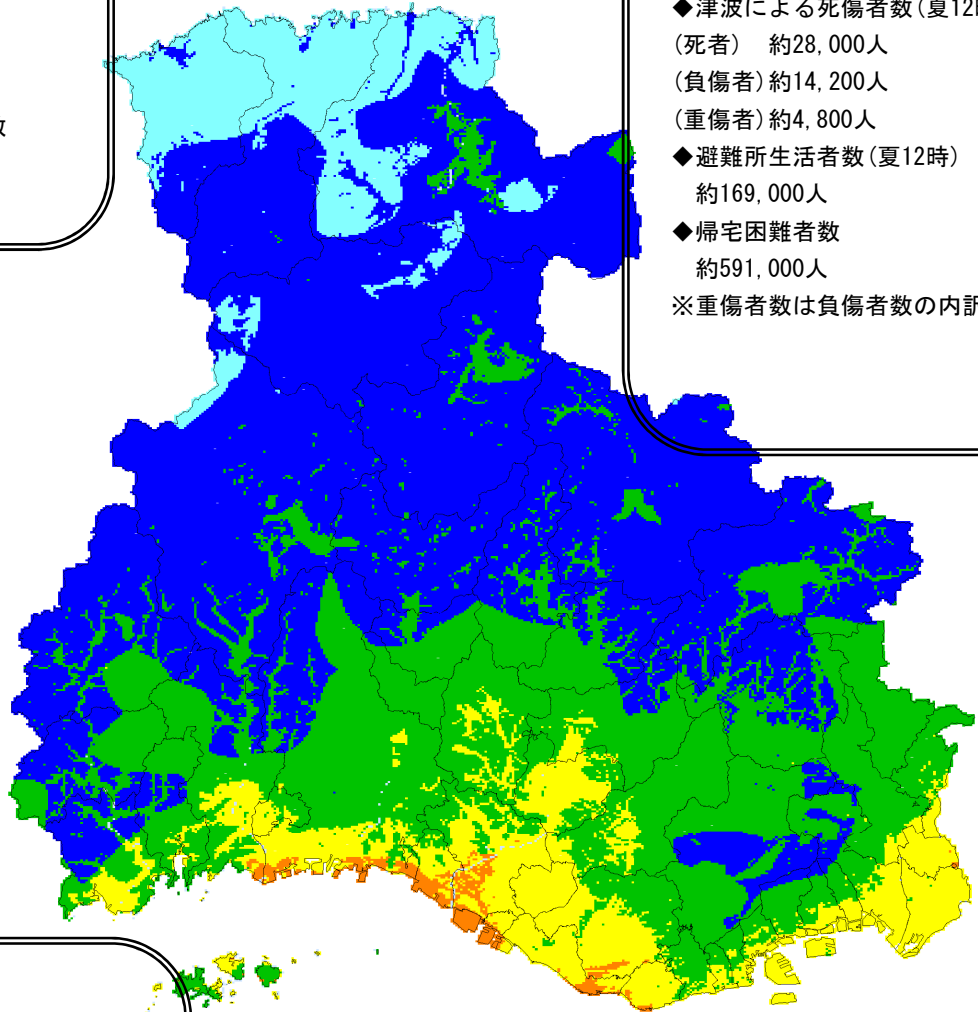 数
◆津波による死傷者数(夏12
(死者) 約28,000人
(負傷者)約14,200人
(重傷者)約4,800人
◆避難所生活者数(夏12時)
約169,000人
◆帰宅困難者数
約591,000人
※重傷者数は負傷者数の内訳